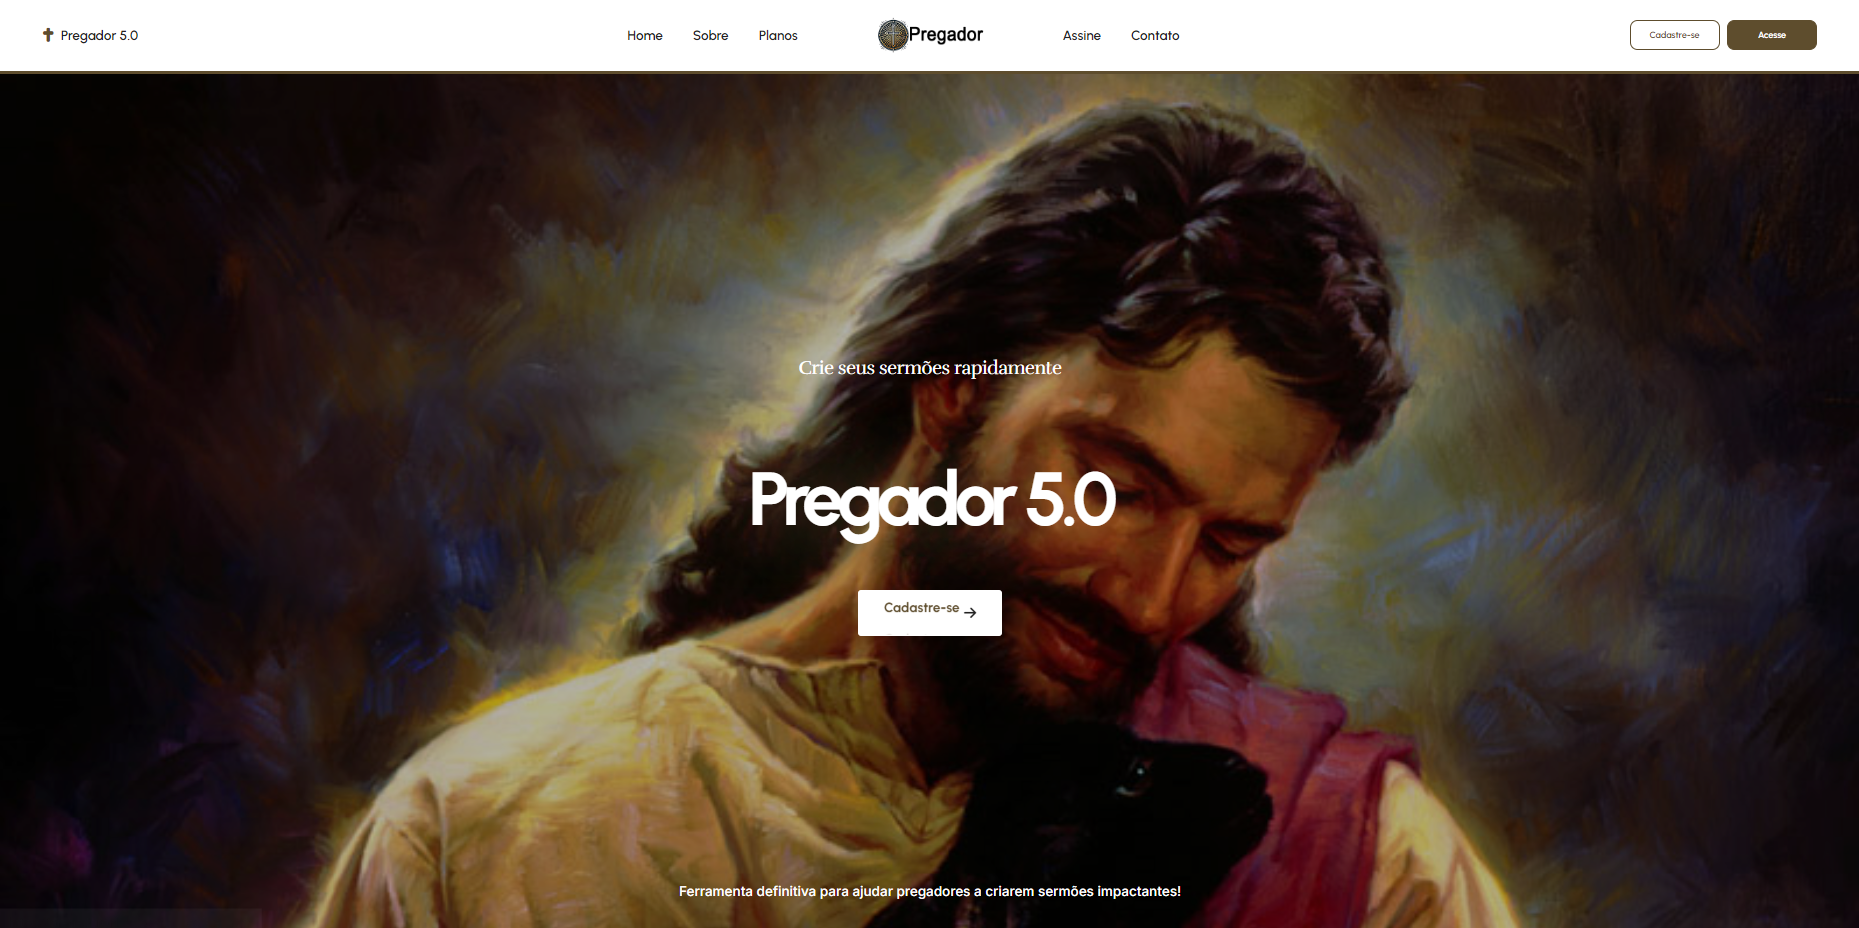 Pregador 5.0
Home Sobre Planos Pregador Assine Contato
Cadastre-se Acesse
Crie seus sermões rapidamente
Pregador 5.0
Cadastre-se →
Ferramenta definitiva para ajudar pregadores a criarem sermões impactantes!